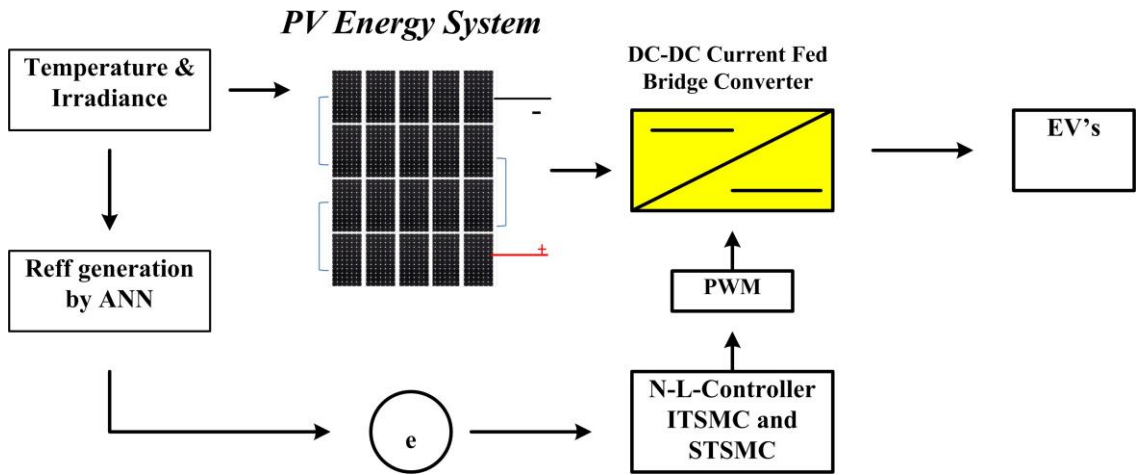 PV Energy System
Temperature &
Irradiance
DC-DC Current Fed
Bridge Converter
-
EV's
+
Reff generation
by ANN
PWM
e
N-L-Controller
ITSMC and
STSMC